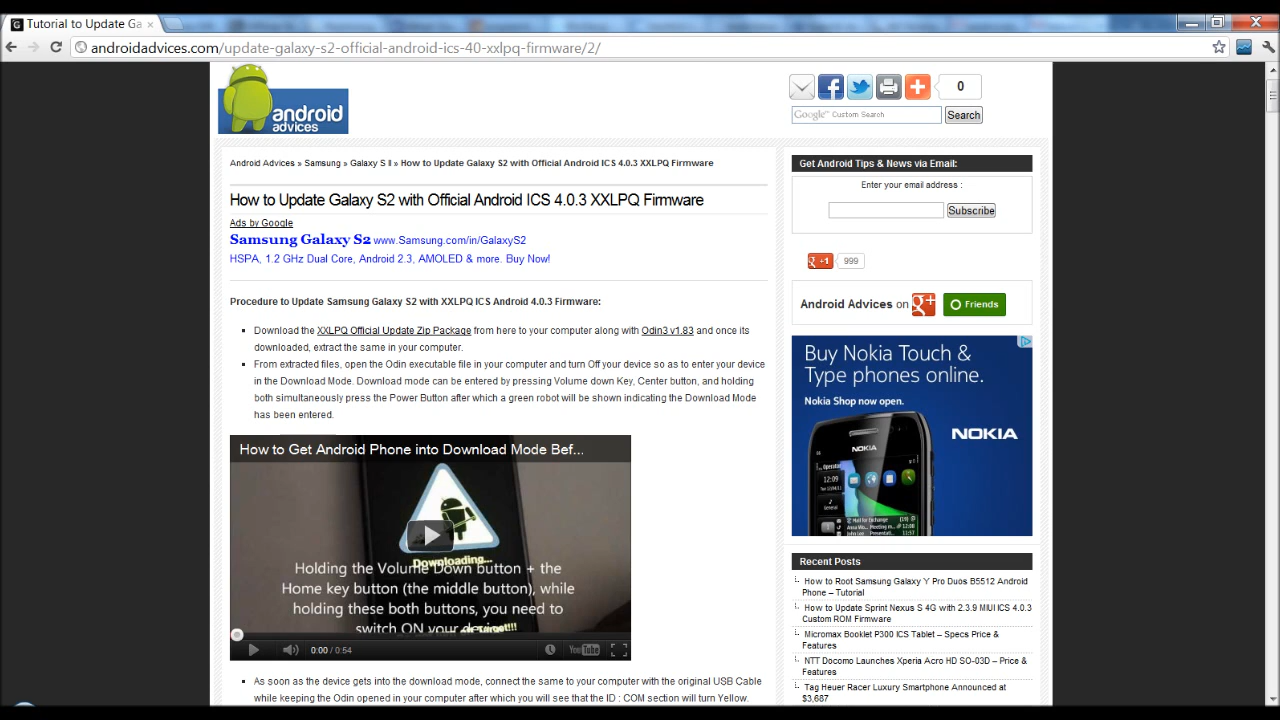 Tutorial to Update Ga
androidadvices.com/update-galaxy-s2-official-android-ics-40-xxlpq-firmware/2/
android
advices
0
Google™ Custom Search
Search
Android Advices » Samsung » Galaxy S II » How to Update Galaxy S2 with Official Android ICS 4.0.3 XXLPQ Firmware
How to Update Galaxy S2 with Official Android ICS 4.0.3 XXLPQ Firmware
Ads by Google
Samsung Galaxy S2 www.Samsung.com/in/GalaxyS2
HSPA, 1.2 GHz Dual Core, Android 2.3, AMOLED & more. Buy Now!
Procedure to Update Samsung Galaxy S2 with XXLPQ ICS Android 4.0.3 Firmware:
Download the XXLPQ Official Update Zip Package from here to your computer along with Odin3 v1.83 and once its
downloaded, extract the same in your computer.
From extracted files, open the Odin executable file in your computer and turn Off your device so as to enter your device
in the Download Mode. Download mode can be entered by pressing Volume down Key, Center button, and holding
both simultaneously press the Power Button after which a green robot will be shown indicating the Download Mode
has been entered.
How to Get Android Phone into Download Mode Bef...
Downloading...
Holding the Volume Down button + the
Home key button (the middle button), while
holding these both buttons, you need to
switch ON your
0:00 / 0:54
YouTube
As soon as the device gets into the download mode, connect the same to your computer with the original USB Cable
while keeping the Odin opened in your computer after which you will see that the ID : COM section will turn Yellow.
Get Android Tips & News via Email:
Enter your email address :
Subscribe
g +1 999
Android Advices on g+ Friends
Buy Nokia Touch &
Type phones online.
Nokia Shop now open.
NOKIA
NOKIA
12:09
Recent Posts
How to Root Samsung Galaxy Y Pro Duos B5512 Android
Phone – Tutorial
How to Update Sprint Nexus S 4G with 2.3.9 MIUI ICS 4.0.3
Custom ROM Firmware
Micromax Booklet P300 ICS Tablet – Specs Price &
Features
NTT Docomo Launches Xperia Acro HD SO-03D – Price &
Features
Tag Heuer Racer Luxury Smartphone Announced at
$3,687